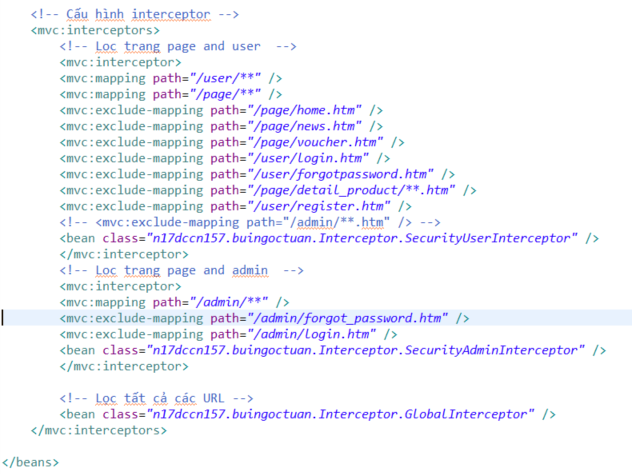 <!-- Cấu hình interceptor -->
<mvc:interceptors>
<!-- Loc trang page and user  -->
<mvc:interceptor>
<mvc:mapping path="/user/**" />
<mvc:mapping path="/page/**" />
<mvc:exclude-mapping path="/page/home.htm" />
<mvc:exclude-mapping path="/page/news.htm" />
<mvc:exclude-mapping path="/page/voucher.htm" />
<mvc:exclude-mapping path="/user/login.htm" />
<mvc:exclude-mapping path="/user/forgotpassword.htm" />
<mvc:exclude-mapping path="/page/detail_product/**.htm" />
<mvc:exclude-mapping path="/user/register.htm" />
<!-- <mvc:exclude-mapping path="/admin/**.htm" /> -->
<bean class="n17dccn157.buingoctuan.Interceptor.SecurityUserInterceptor" />
</mvc:interceptor>
<!-- Loc trang page and admin  -->
<mvc:interceptor>
<mvc:mapping path="/admin/**" />
<mvc:exclude-mapping path="/admin/forgot_password.htm" />
<mvc:exclude-mapping path="/admin/login.htm" />
<bean class="n17dccn157.buingoctuan.Interceptor.SecurityAdminInterceptor" />
</mvc:interceptor>
<!-- Lọc tất cả các URL -->
<bean class="n17dccn157.buingoctuan.Interceptor.GlobalInterceptor" />
</mvc:interceptors>
</beans>